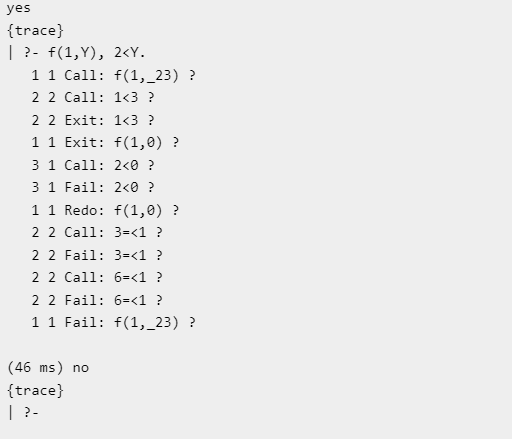 yes
{trace}
| ?- f(1,Y), 2<Y.
   1 1 Call: f(1,_23) ?
   2 2 Call: 1<3 ?
   2 2 Exit: 1<3 ?
   1 1 Exit: f(1,0) ?
   3 1 Call: 2<0 ?
   3 1 Fail: 2<0 ?
   1 1 Redo: f(1,0) ?
   2 2 Call: 3=<1 ?
   2 2 Fail: 3=<1 ?
   2 2 Call: 6=<1 ?
   2 2 Fail: 6=<1 ?
   1 1 Fail: f(1,_23) ?

(46 ms) no
{trace}
| ?-